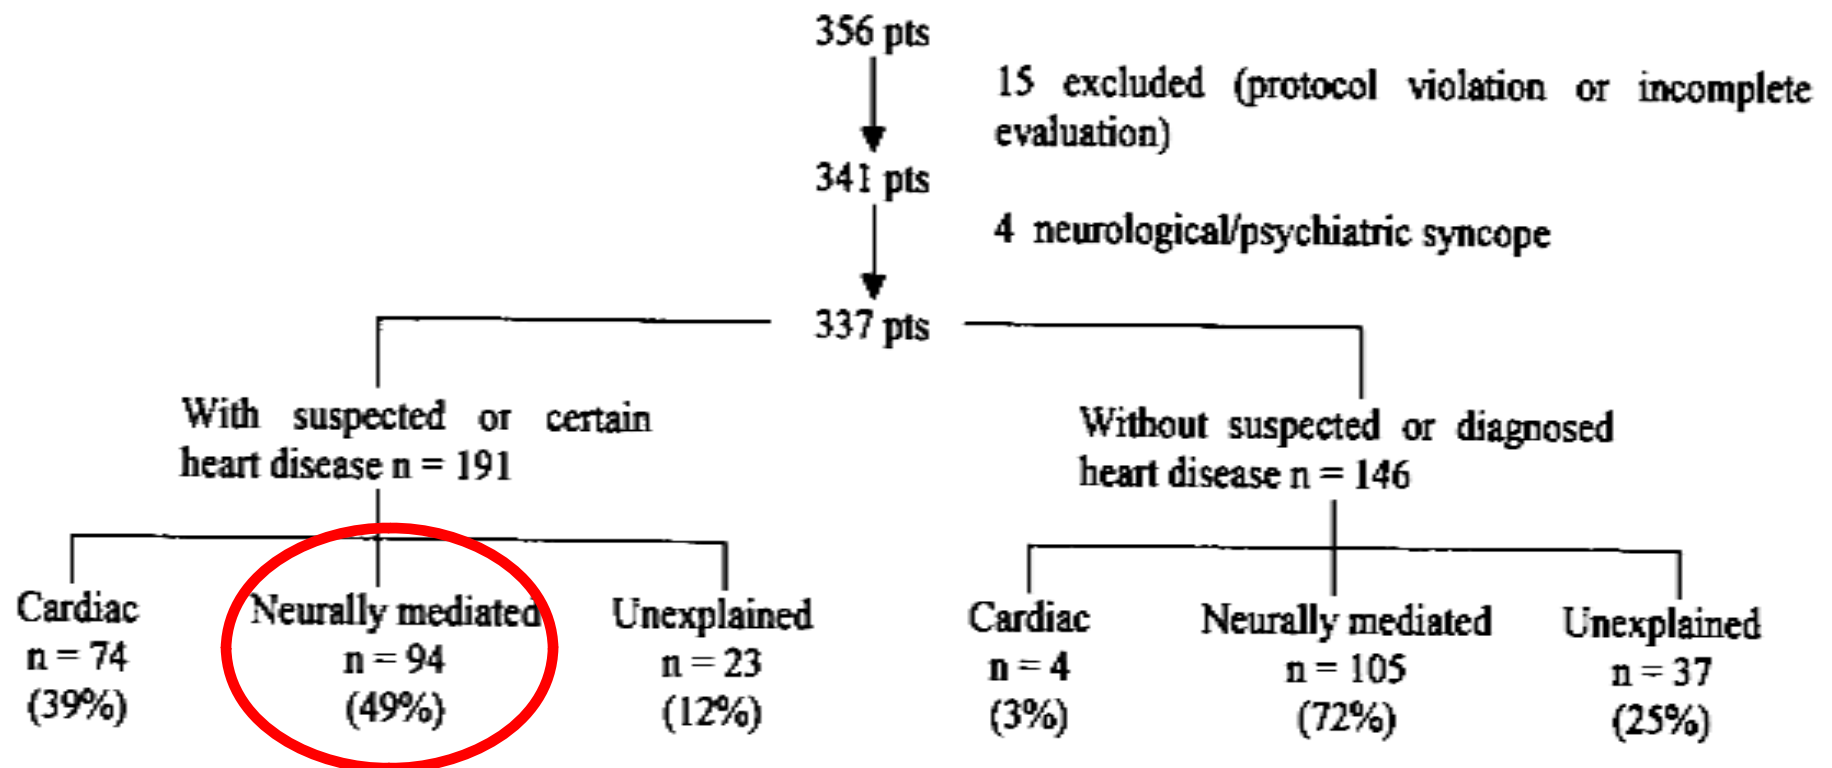 356 pts
15 excluded (protocol violation or incomplete
evaluation)
341 pts
4 neurological/psychiatric syncope
337 pts
With suspected or certain
heart disease n = 191
Without suspected or diagnosed
heart disease n = 146
Cardiac
n = 74
(39%)
Neurally mediated
n = 94
(49%)
Unexplained
n = 23
(12%)
Cardiac
n = 4
(3%)
Neurally mediated
n = 105
(72%)
Unexplained
n = 37
(25%)